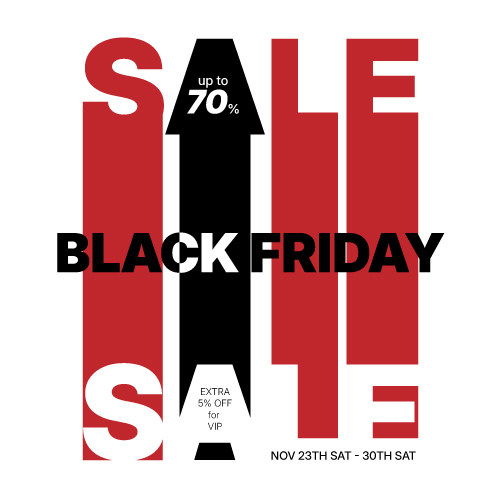 SALE
up to
70%
BLACK FRIDAY
SALE
EXTRA
5% OFF
for
VIP
NOV 23TH SAT - 30TH SAT